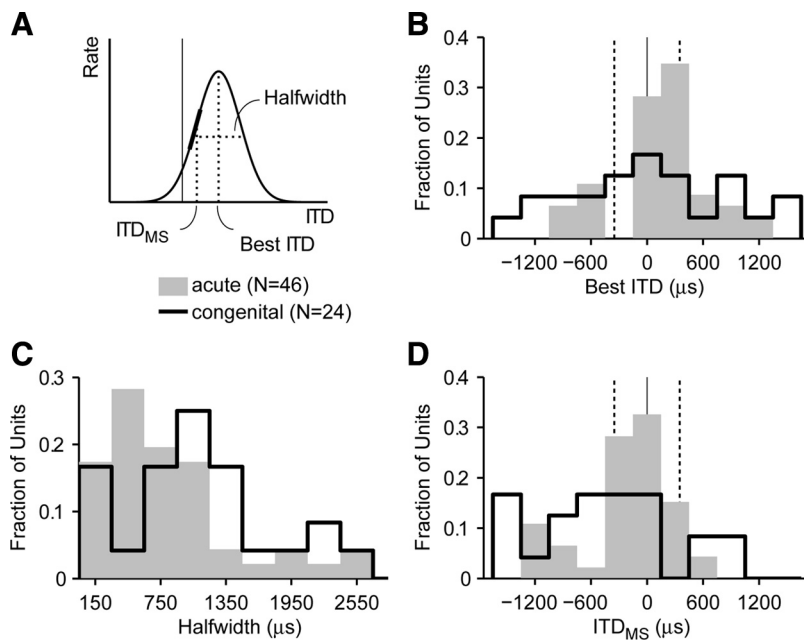 A
Rate
Halfwidth
ITD
ITDMS
Best ITD
acute (N=46)
congenital (N=24)
B
Fraction of Units
0.4
0.3
0.2
0.1
0
−1200 −600 0 600 1200
Best ITD (μs)
C
Fraction of Units
0.3
0.2
0.1
0
150 750 1350 1950 2550
Halfwidth (μs)
D
Fraction of Units
0.4
0.3
0.2
0.1
0
−1200 −600 0 600 1200
ITDMS (μs)